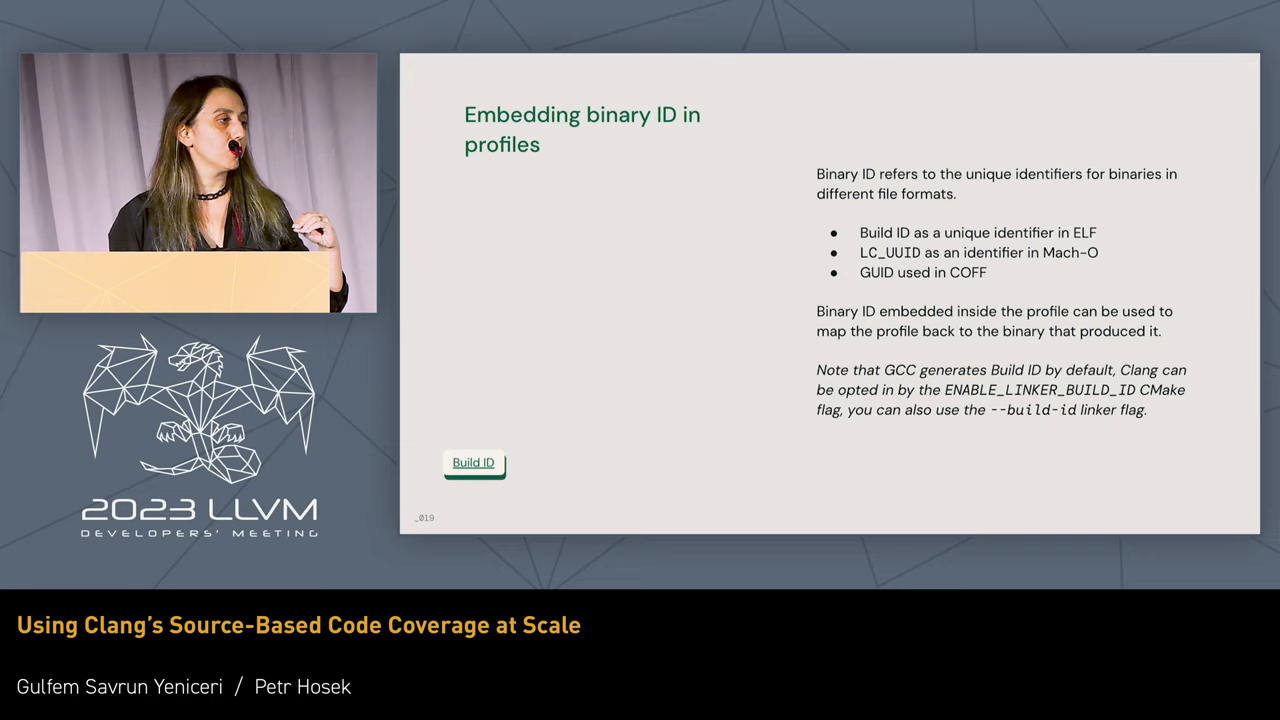 Embedding binary ID in
profiles
Binary ID refers to the unique identifiers for binaries in
different file formats.
● Build ID as a unique identifier in ELF
● LC_UUID as an identifier in Mach-O
● GUID used in COFF
Binary ID embedded inside the profile can be used to
map the profile back to the binary that produced it.
Note that GCC generates Build ID by default, Clang can
be opted in by the ENABLE_LINKER_BUILD_ID CMake
flag, you can also use the --build-id linker flag.
Build ID
_019
2023 LLVM
DEVELOPERS' MEETING
Using Clang’s Source-Based Code Coverage at Scale
Gulfem Savrun Yeniceri / Petr Hosek